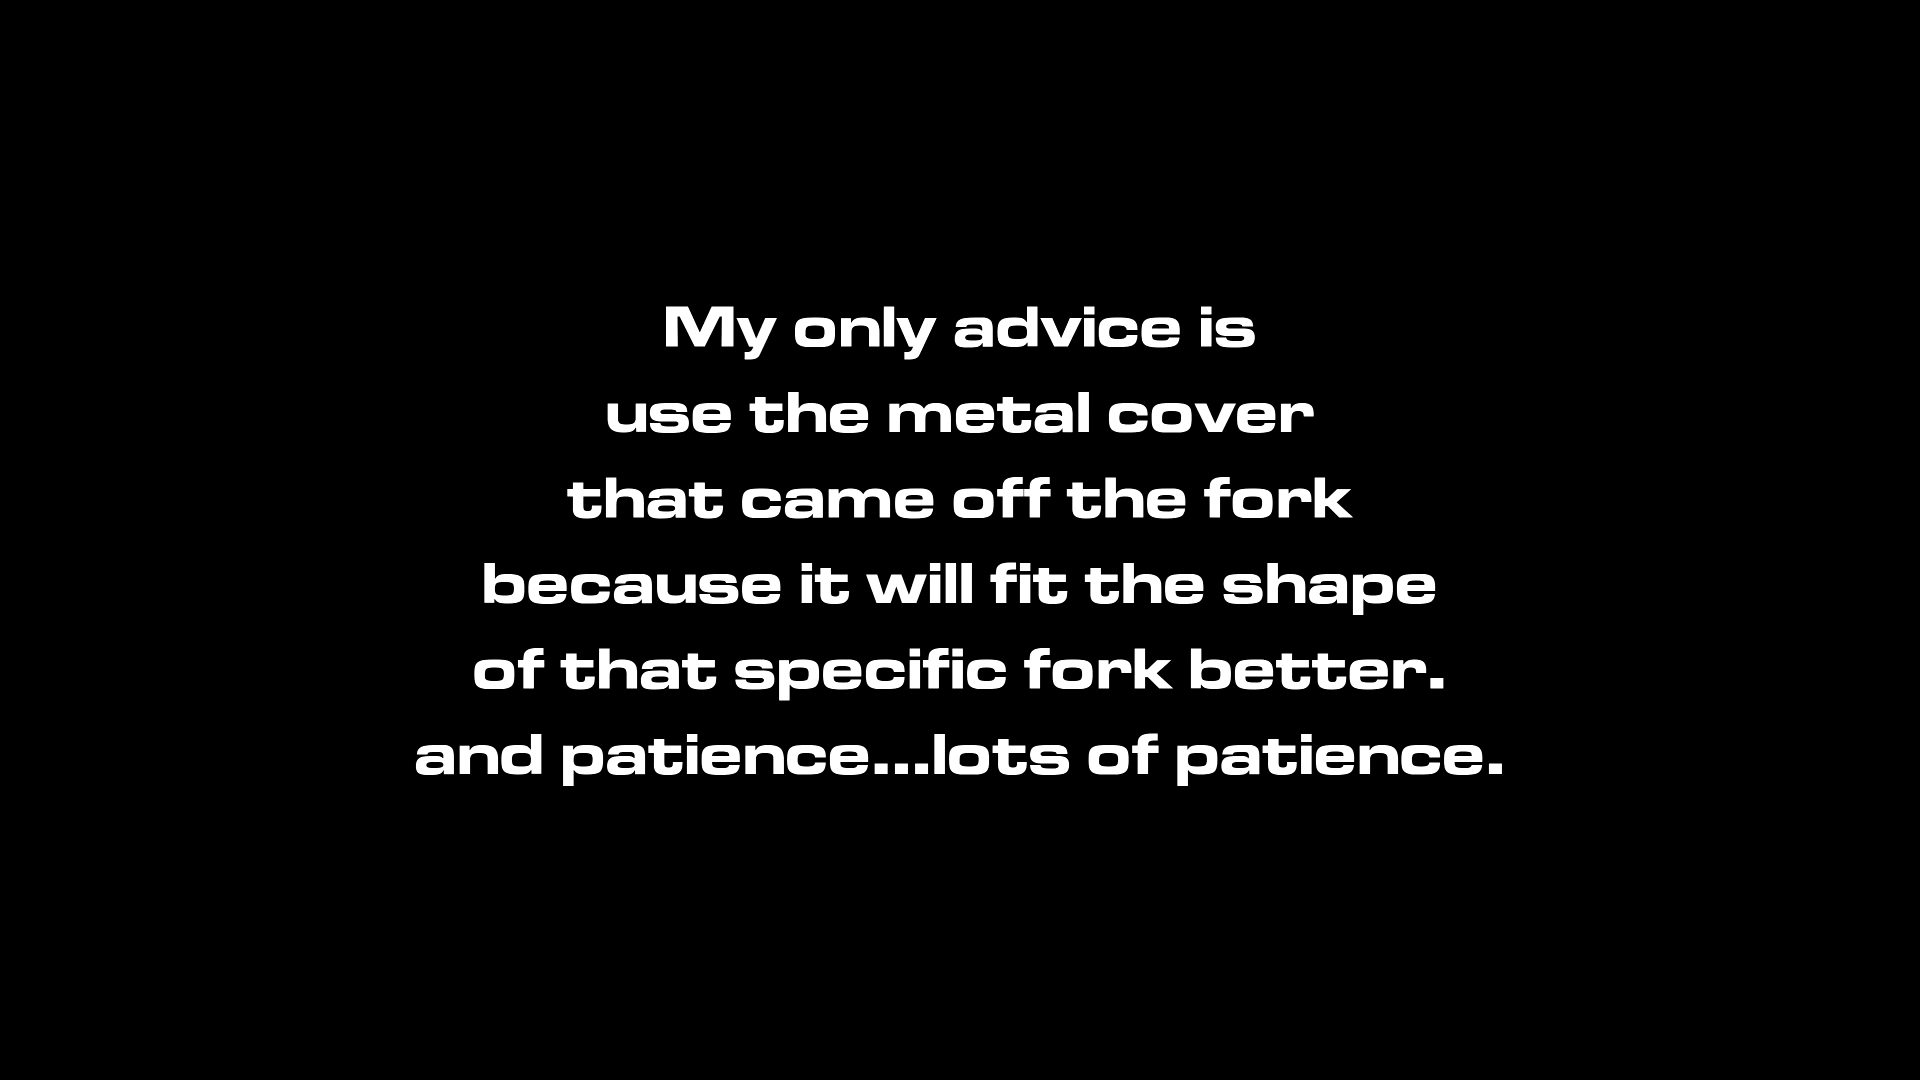 My only advice is
use the metal cover
that came off the fork
because it will fit the shape
of that specific fork better.
and patience...lots of patience.